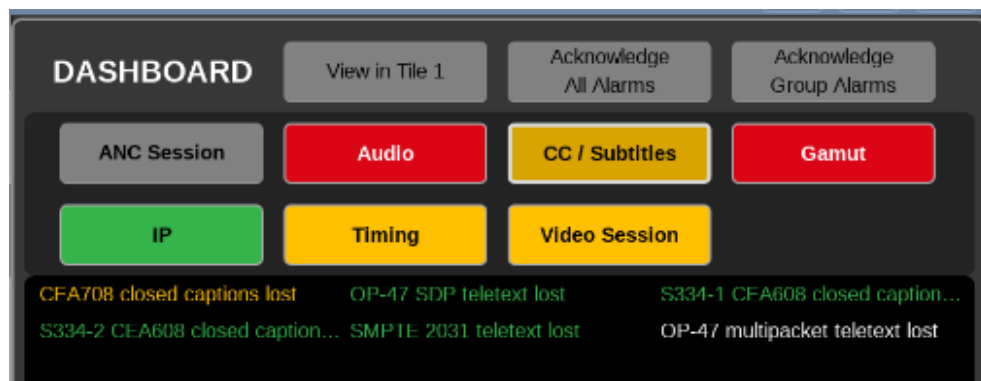 DASHBOARD
View in Tile 1
Acknowledge
All Alarms
Acknowledge
Group Alarms
ANC Session
Audio
CC / Subtitles
Gamut
IP
Timing
Video Session
CEA708 closed captions lost
OP-47 SDP teletext lost
S334-1 CEA608 closed caption...
S334-2 CEA608 closed caption...
SMPTE 2031 teletext lost
OP-47 multipacket teletext lost